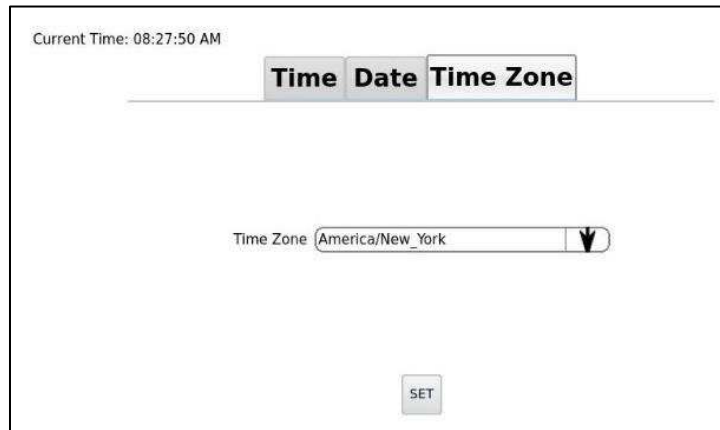 Current Time: 08:27:50 AM
Time Date Time Zone
Time Zone America/New_York
SET